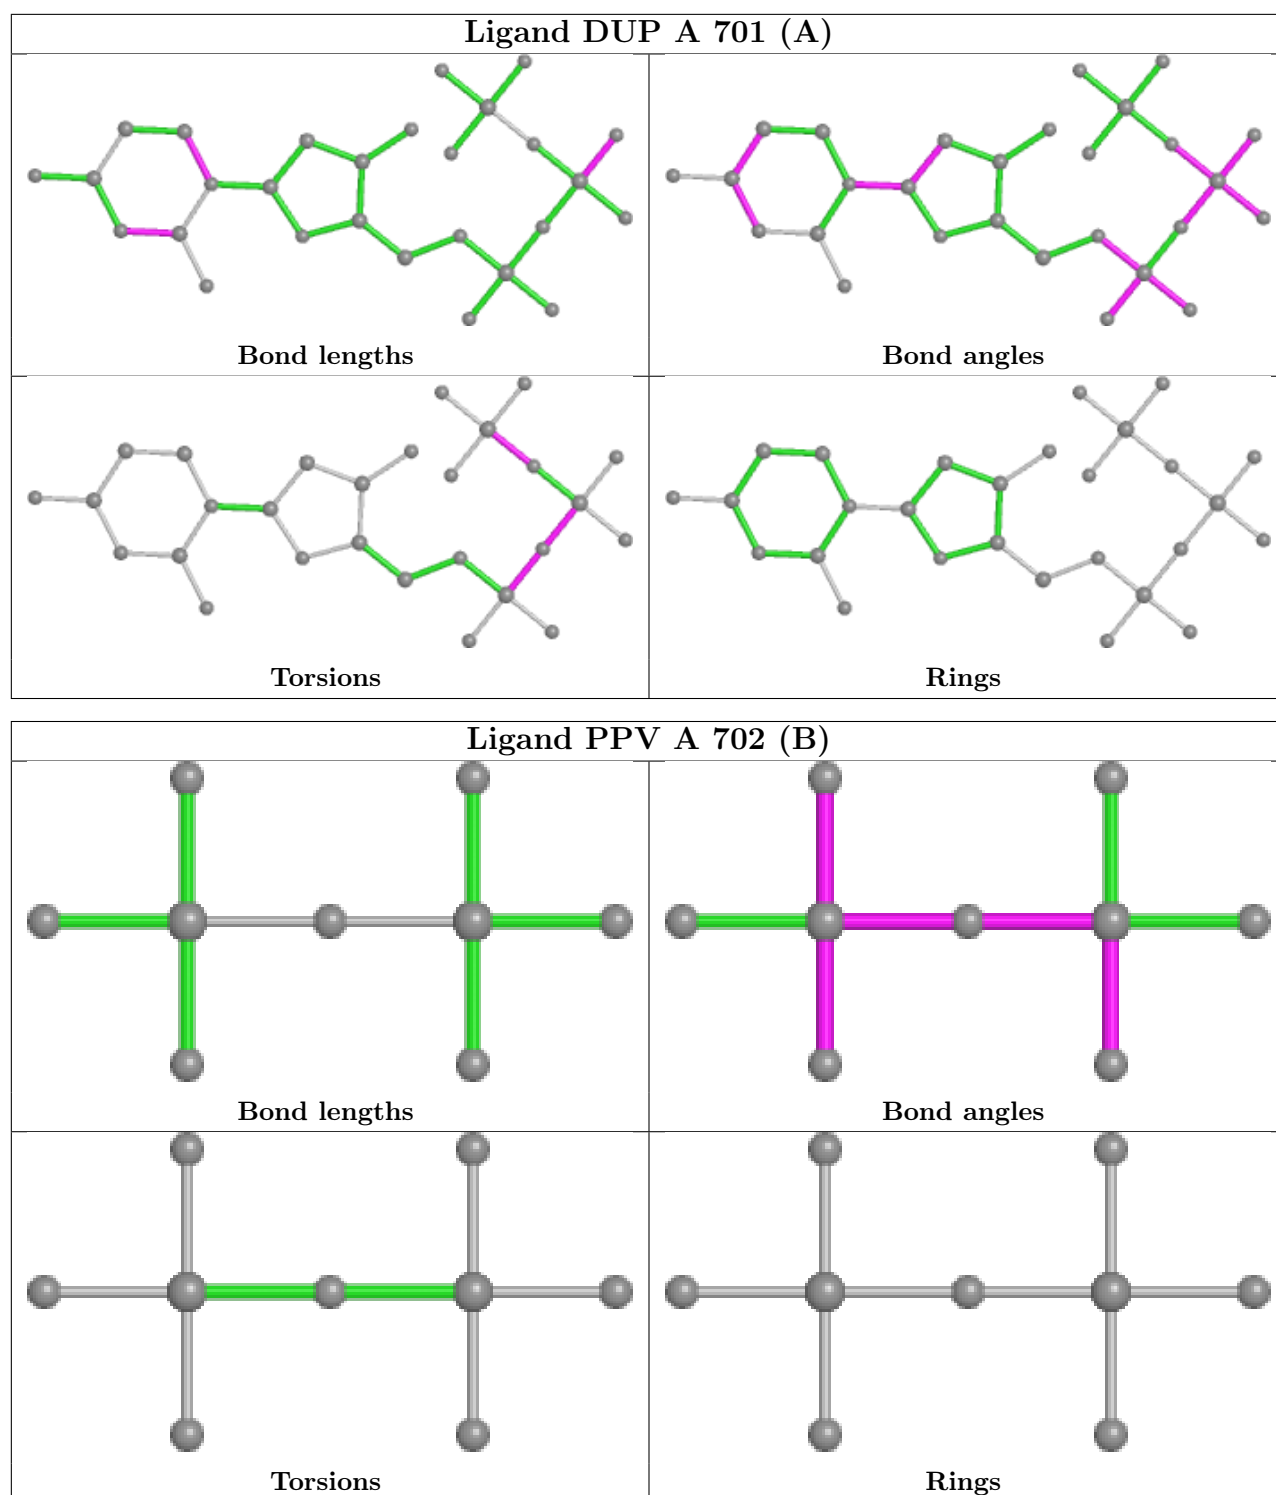 Ligand DUP A 701 (A)
Bond lengths
Bond angles
Torsions
Rings
Ligand PPV A 702 (B)
Bond lengths
Bond angles
Torsions
Rings